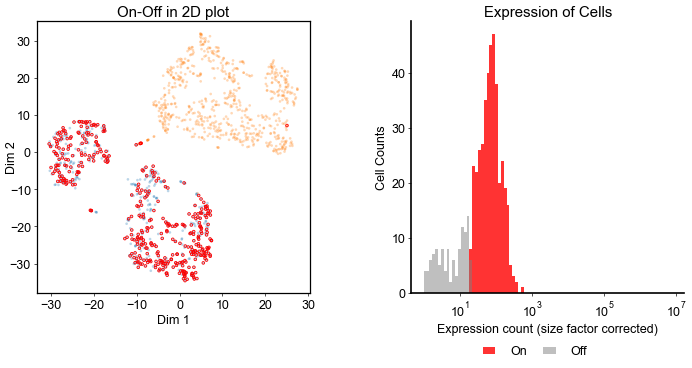 On-Off in 2D plot
Dim 2
30
20
10
0
−10
−20
−30
−30 −20 −10 0 10 20 30
Dim 1
Expression of Cells
Cell Counts
40
30
20
10
0
10^1 10^3 10^5 10^7
Expression count (size factor corrected)
On Off